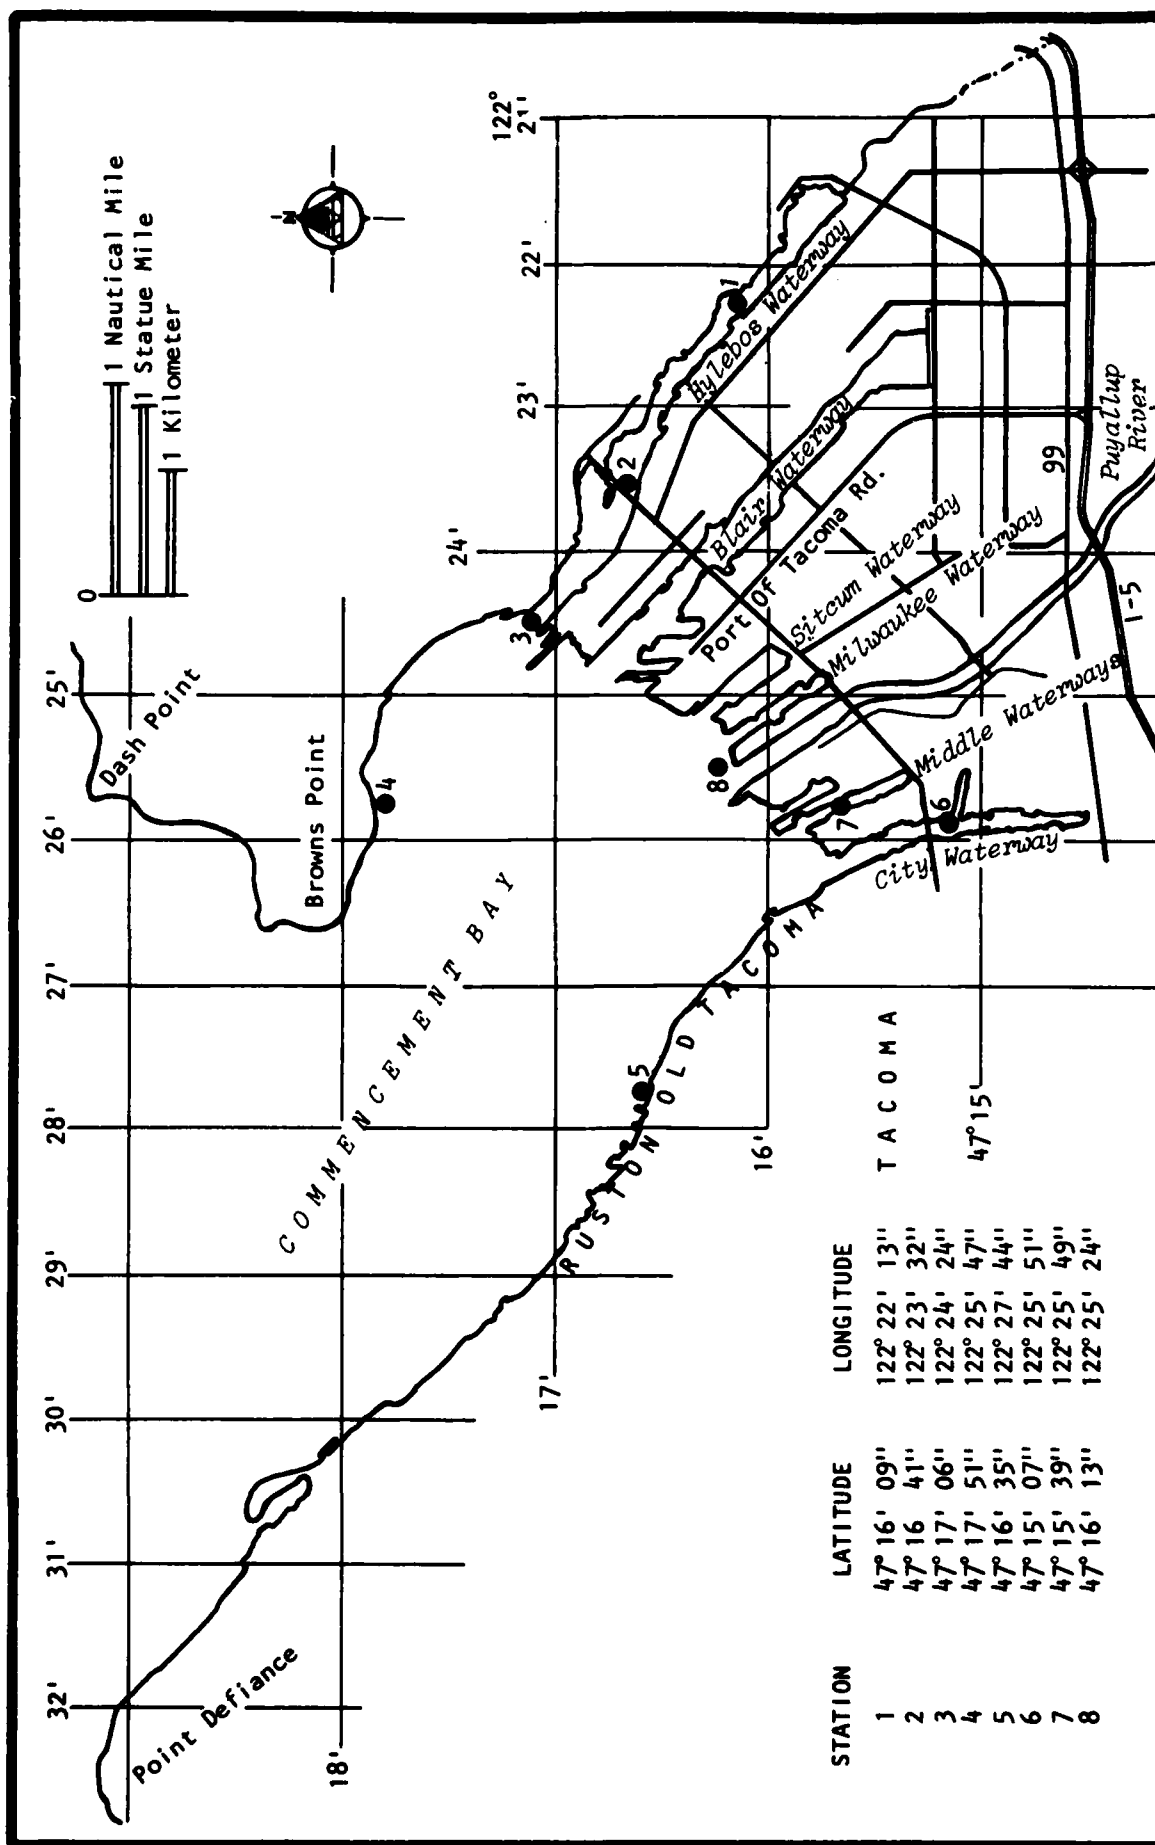 32'
31'
30'
29'
28'
27'
26'
25'
24'
23'
22'
122°
21'
0
1 Nautical Mile
1 Statue Mile
1 Kilometer
N
Dash Point
Browns Point
Point Defiance
18'
17'
16'
47°15'
COMMENCEMENT BAY
RUSTON
OLD TACOMA
TACOMA
1
2
3
4
5
6
7
8
Hylebos Waterway
Blair Waterway
Port Of Tacoma Rd.
Sitcum Waterway
Milwaukee Waterway
Middle Waterways
City Waterway
Puyallup
River
99
I-5
STATION LATITUDE LONGITUDE
1 47° 16' 09" 122° 22' 13"
2 47° 16 41" 122° 23' 32"
3 47° 17' 06" 122° 24' 24"
4 47° 17' 51" 122° 25' 47"
5 47° 16' 35" 122° 27' 44"
6 47° 15' 07" 122° 25' 51"
7 47° 15' 39" 122° 25' 49"
8 47° 16' 13" 122° 25' 24"